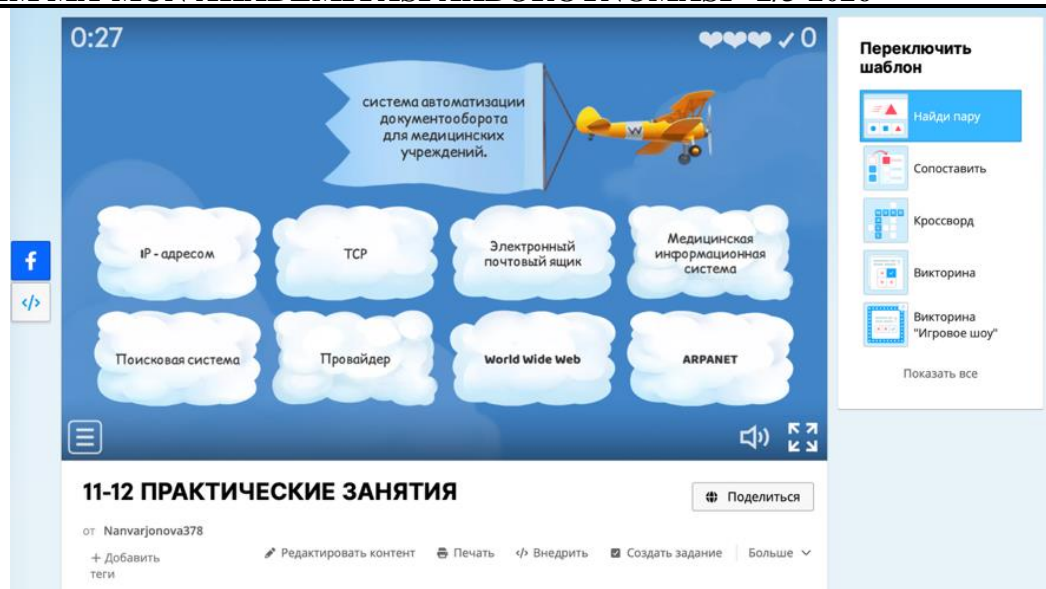 0:27
✓ 0
система автоматизации
документооборота
для медицинских
учреждений.
W
IP - адресом
TCP
Электронный
почтовый ящик
Медицинская
информационная
система
Поисковая система
Провайдер
World Wide Web
ARPANET
Переключить
шаблон
Найди пару
Сопоставить
Кроссворд
Викторина
Викторина
"Игровое шоу"
Показать все
f
</>
11-12 ПРАКТИЧЕСКИЕ ЗАНЯТИЯ
Поделиться
от Nanvarjonova378
+ Добавить
теги
Редактировать контент
Печать
</> Внедрить
Создать задание
Больше